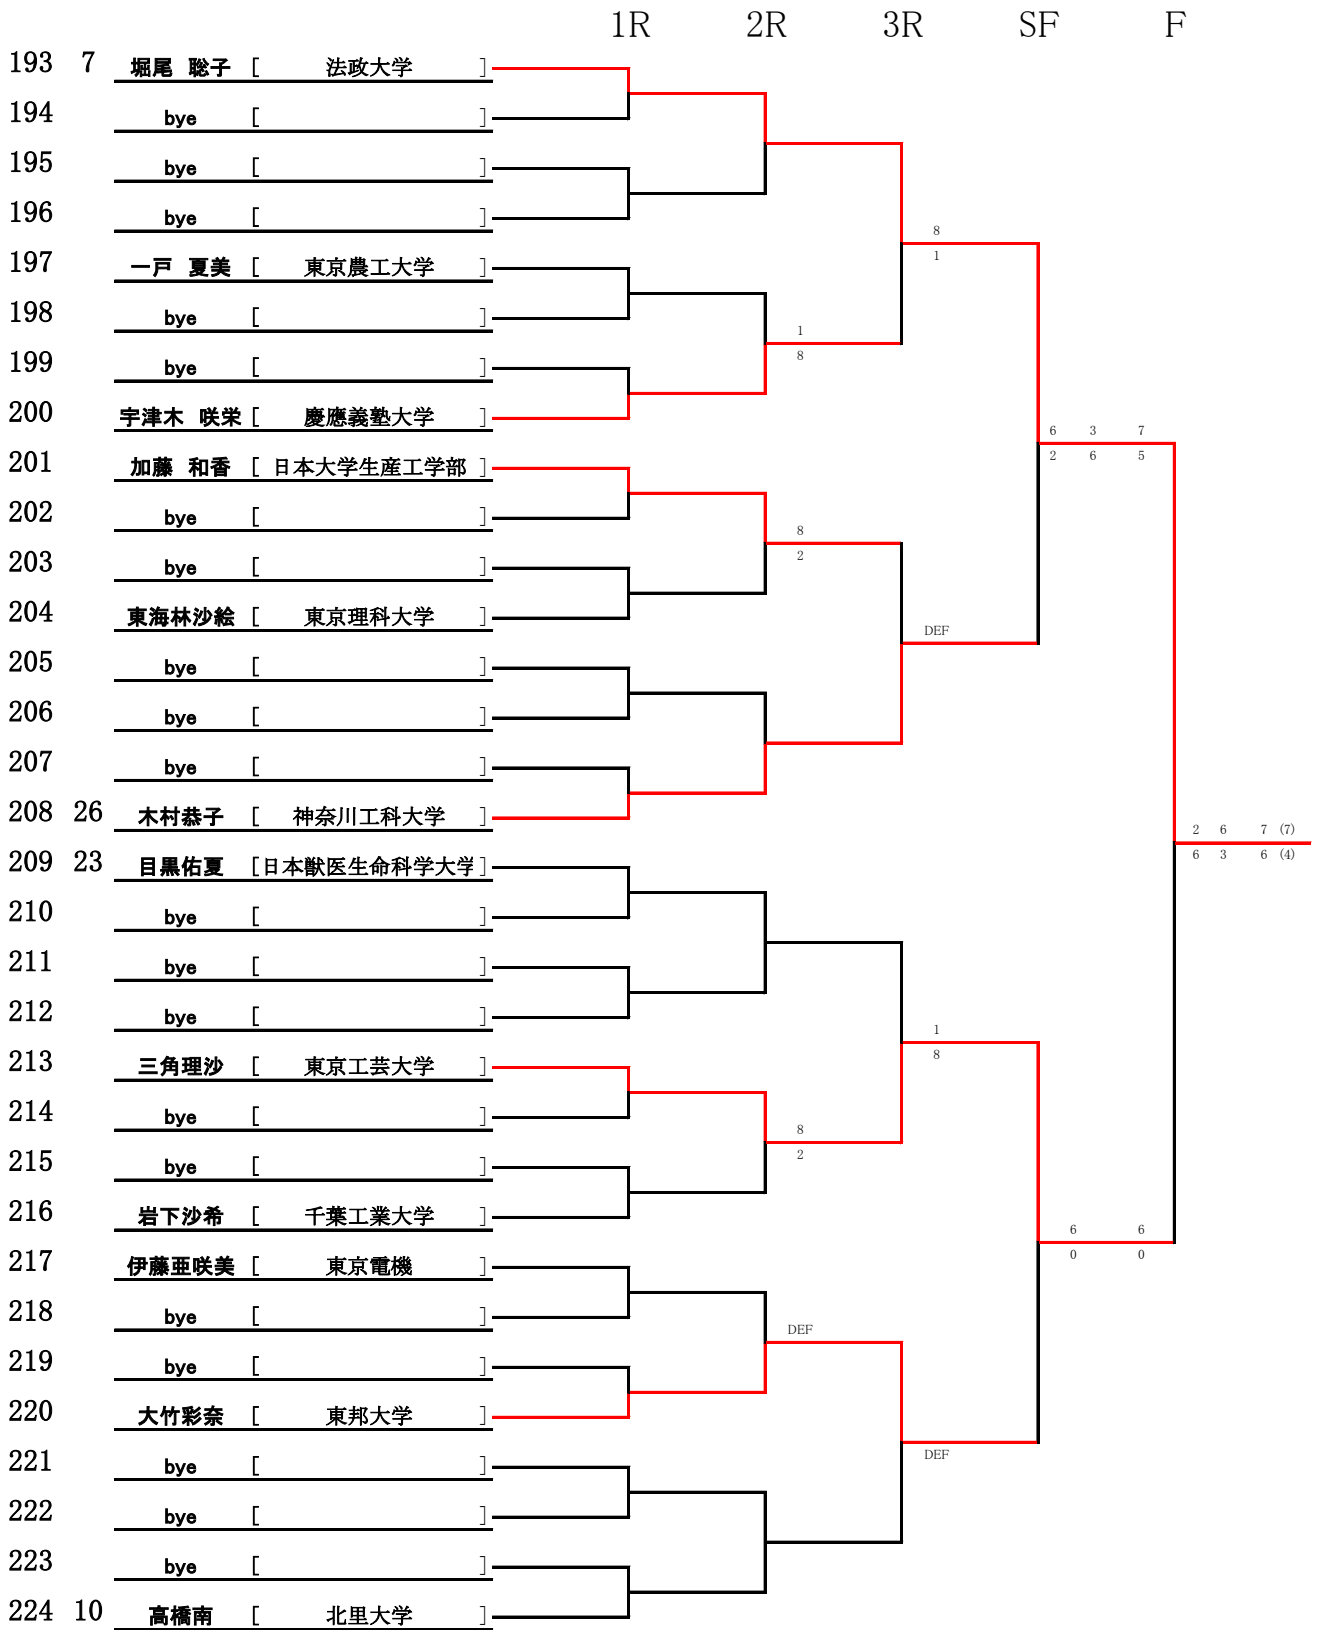 1R 2R 3R SF F
193 7 堀尾 聡子 [ 法政大学 ]
194 bye [ ]
195 bye [ ]
196 bye [ ]
8
1
197 一戸 夏美 [ 東京農工大学 ]
198 bye [ ]
1
8
199 bye [ ]
200 宇津木 咲栄 [ 慶應義塾大学 ]
6 3 7
2 6 5
201 加藤 和香 [ 日本大学生産工学部 ]
202 bye [ ]
8
2
203 bye [ ]
204 東海林沙絵 [ 東京理科大学 ]
DEF
205 bye [ ]
206 bye [ ]
207 bye [ ]
208 26 木村恭子 [ 神奈川工科大学 ]
2 6 7 (7)
6 3 6 (4)
209 23 目黒佑夏 [ 日本獣医生命科学大学 ]
210 bye [ ]
211 bye [ ]
212 bye [ ]
1
8
213 三角理沙 [ 東京工芸大学 ]
214 bye [ ]
8
2
215 bye [ ]
216 岩下沙希 [ 千葉工業大学 ]
6 6
0 0
217 伊藤亜咲美 [ 東京電機 ]
218 bye [ ]
DEF
219 bye [ ]
220 大竹彩奈 [ 東邦大学 ]
DEF
221 bye [ ]
222 bye [ ]
223 bye [ ]
224 10 高橋南 [ 北里大学 ]